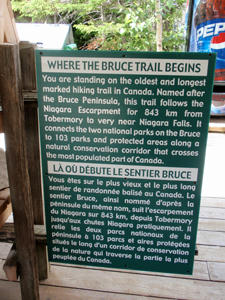 PEPSI
WHERE THE BRUCE TRAIL BEGINS
You are standing on the oldest and longest
marked hiking trail in Canada. Named after
the Bruce Peninsula, this trail follows the
Niagara Escarpment for 843 km from
Tobermory to very near Niagara Falls. It
connects the two national parks on the Bruce
to 103 parks and protected areas along a
natural conservation corridor that crosses
the most populated part of Canada.
LÀ OÙ DÉBUTE LE SENTIER BRUCE
Vous êtes sur le plus vieux et le plus long
sentier de randonnée balisé au Canada. Le
sentier Bruce, ainsi nommé d'après la
péninsule du même nom, suit l'escarpement
du Niagara sur 843 km, depuis Tobermory
jusqu'aux chutes Niagara pratiquement. Il
relie les deux parcs nationaux de la
péninsule à 103 parcs et aires protégées
situés le long d'un corridor de conservation
de la nature qui traverse la partie la plus
peuplée du Canada.